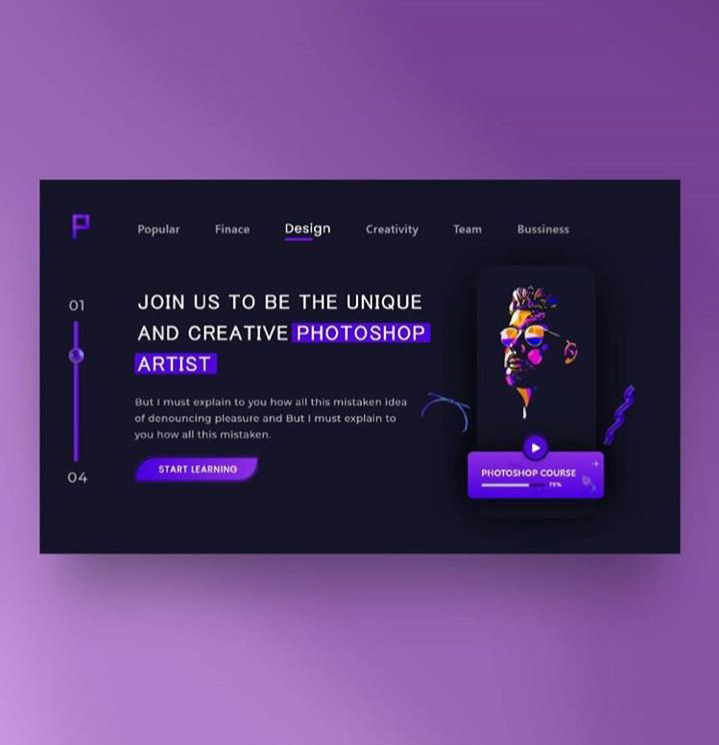 P
Popular Finace Design Creativity Team Bussiness
01
JOIN US TO BE THE UNIQUE
AND CREATIVE PHOTOSHOP
ARTIST
But I must explain to you how all this mistaken idea
of denouncing pleasure and But I must explain to
you how all this mistaken.
START LEARNING
04
PHOTOSHOP COURSE
75%